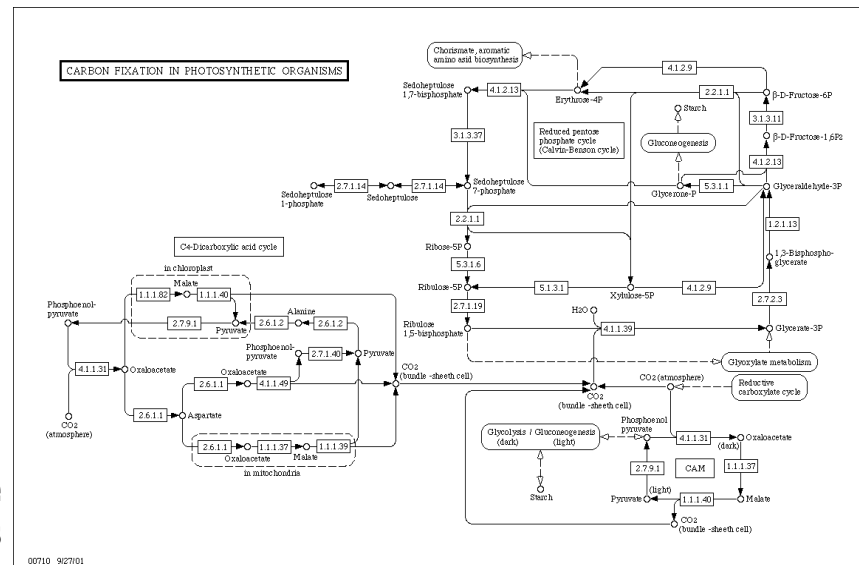 CARBON FIXATION IN PHOTOSYNTHETIC ORGANISMS
Chorismate, aromatic
amino asid biosynthesis
4.1.2.9
Sedoheptulose
1,7-bisphosphate
4.1.2.13
Erythrose-4P
2.2.1.1
β-D-Fructose-6P
Starch
3.1.3.11
3.1.3.37
Reduced pentose
phosphate cycle
(Calvin-Benson cycle)
Gluconeogenesis
β-D-Fructose-1,6P2
4.1.2.13
2.7.1.14
2.7.1.14
Sedoheptulose
1-phosphate
Sedoheptulose
Sedoheptulose
7-phosphate
Glycerone-P
5.3.1.1
Glyceraldehyde-3P
2.2.1.1
1.2.1.13
Ribose-5P
C4-Dicarboxylic acid cycle
1,3-Bisphospho-
glycerate
5.3.1.6
in chloroplast
Malate
Ribulose-5P
5.1.3.1
Xylulose-5P
4.1.2.9
1.1.1.82
1.1.1.40
2.7.2.3
Phosphoenol-
pyruvate
2.7.1.19
H2O
Alanine
2.7.9.1
Pyruvate
2.6.1.2
2.6.1.2
Ribulose
1,5-bisphosphate
4.1.1.39
Glycerate-3P
Phosphoenol-
pyruvate
2.7.1.40
Pyruvate
Glyoxylate metabolism
4.1.1.31
Oxaloacetate
Oxaloacetate
2.6.1.1
4.1.1.49
CO2
(bundle -sheeth cell)
CO2 (atmosphere)
Reductive
carboxylate cycle
CO2
(bundle -sheeth cell)
2.6.1.1
Aspartate
CO2
(atmosphere)
Phosphoenol
pyruvate
Glycolysis / Gluconeogenesis
(dark) (light)
4.1.1.31
Oxaloacetate
(dark)
2.6.1.1
1.1.1.37
1.1.1.39
Oxaloacetate
Malate
in mitochondria
2.7.9.1
CAM
1.1.1.37
Starch
(light)
Pyruvate
1.1.1.40
Malate
CO2
(bundle -sheeth cell)
00710 9/27/01